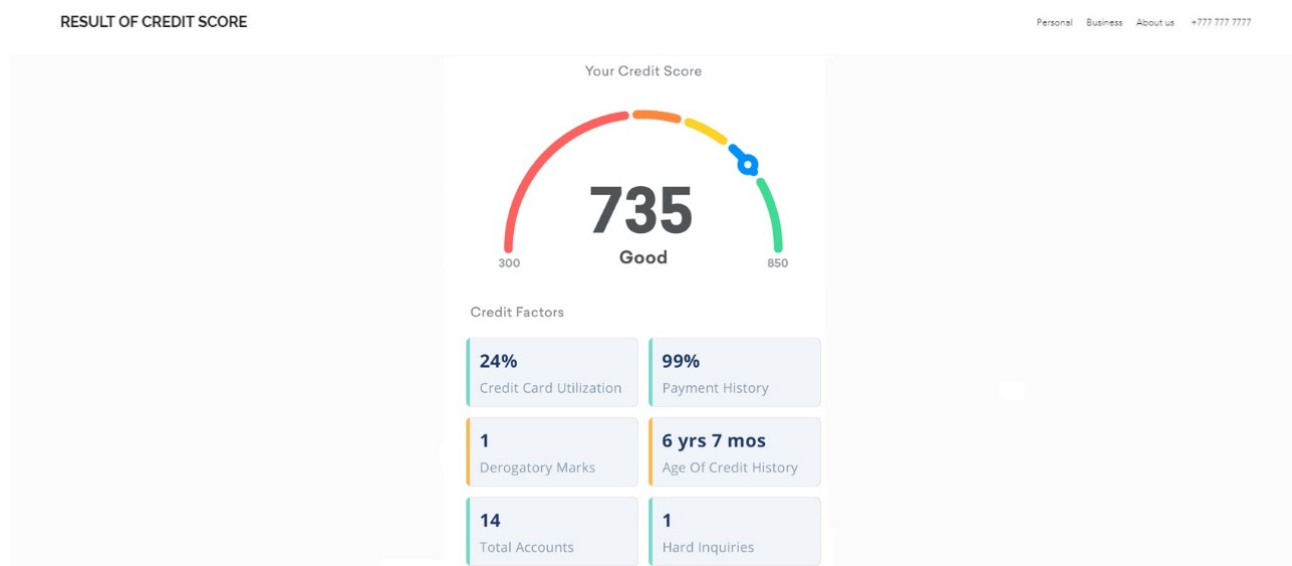 RESULT OF CREDIT SCORE
Personal Business About us +777 777 7777
Your Credit Score
735
Good
300 850
Credit Factors
24% 99%
Credit Card Utilization Payment History
1 6 yrs 7 mos
Derogatory Marks Age Of Credit History
14 1
Total Accounts Hard Inquiries